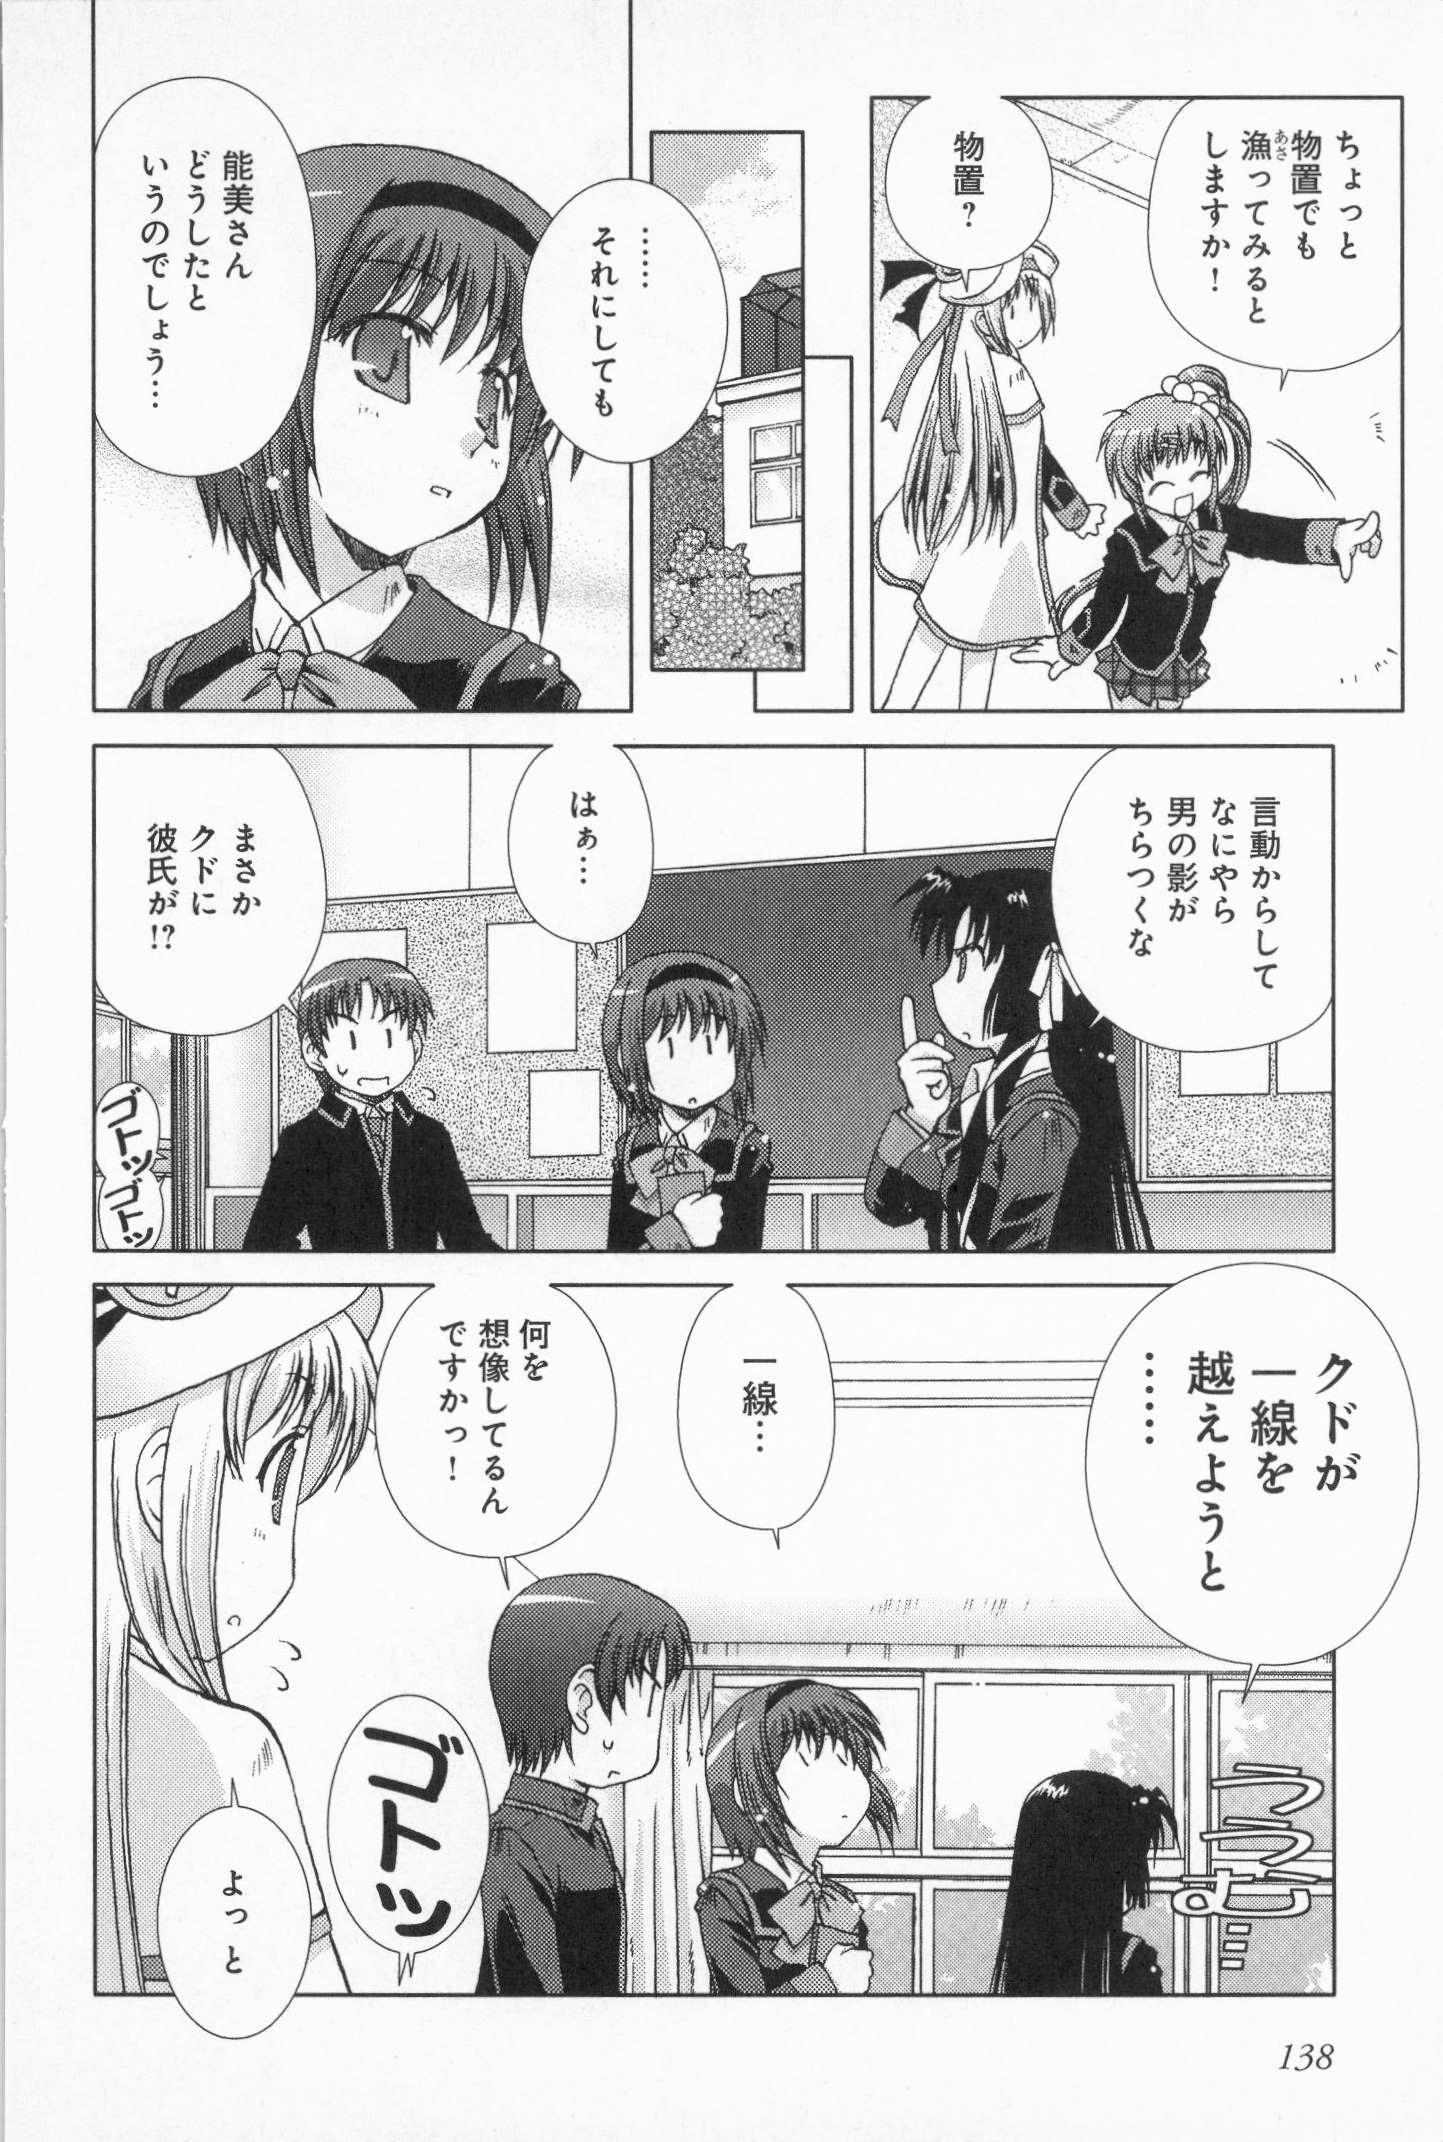 ちょっと
物置でも
漁ってみると
しますか!
あさ
物置?
……
それにしても
能美さん
どうしたと
いうのでしょう…
言動からして
なにやら
男の影が
ちらつくな
はぁ…
まさか
クドに
彼氏が!?
ゴトッ
ゴトッ
クドが
一線を
越えようと
……
ううむ…
一線…
何を
想像してるん
ですかっ!
ゴトッ
よっと
138